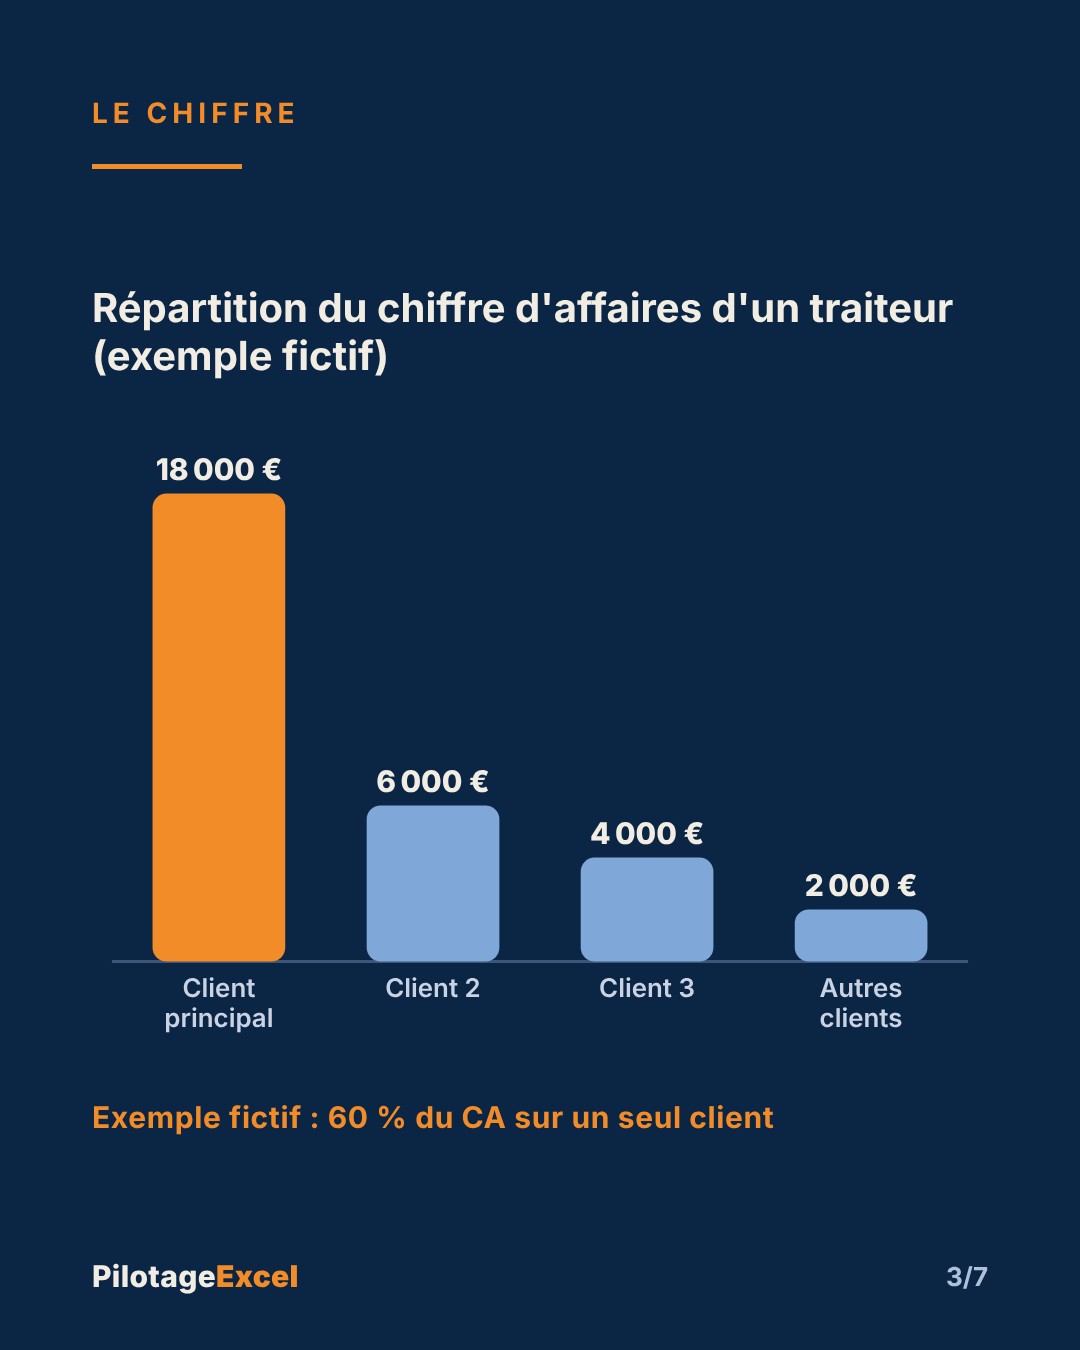 LE CHIFFRE
Répartition du chiffre d'affaires d'un traiteur
(exemple fictif)
18 000 €
6 000 €
4 000 €
2 000 €
Client
principal
Client 2
Client 3
Autres
clients
Exemple fictif : 60 % du CA sur un seul client
PilotageExcel
3/7